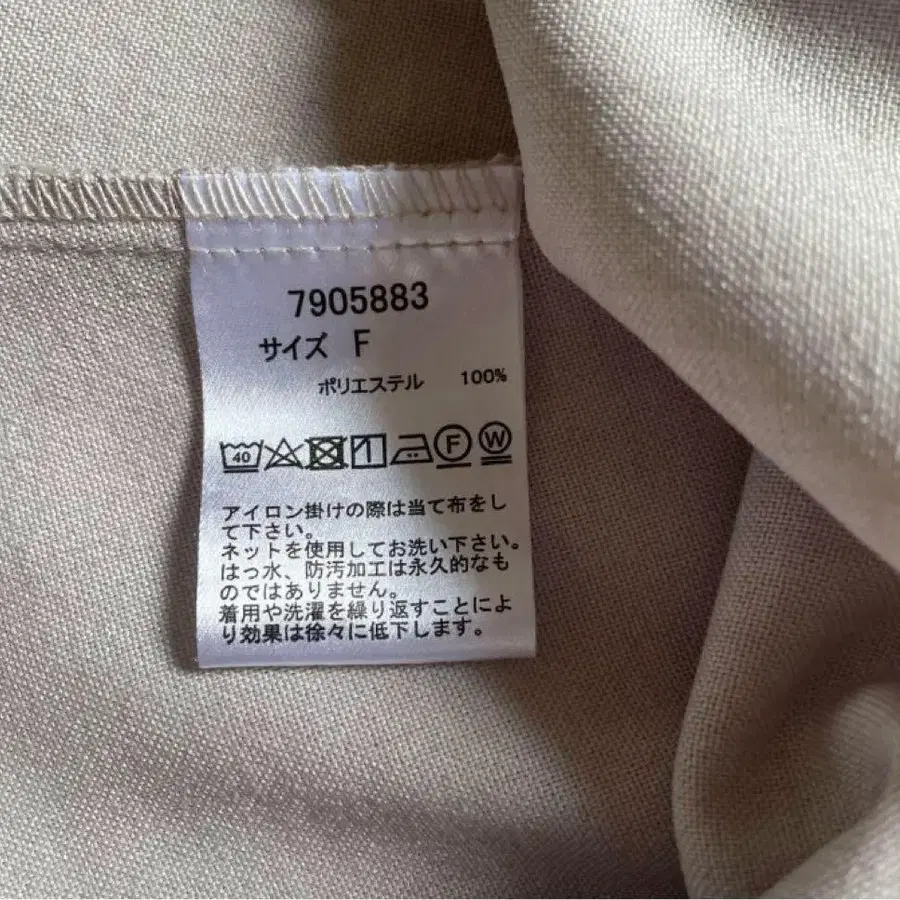 7905883
サイズ F
ポリエステル 100%
40 F W
アイロン掛けの際は当て布をし
て下さい。
ネットを使用してお洗い下さい。
はっ水、防汚加工は永久的なも
のではありません。
着用や洗濯を繰り返すことによ
り効果は徐々に低下します。